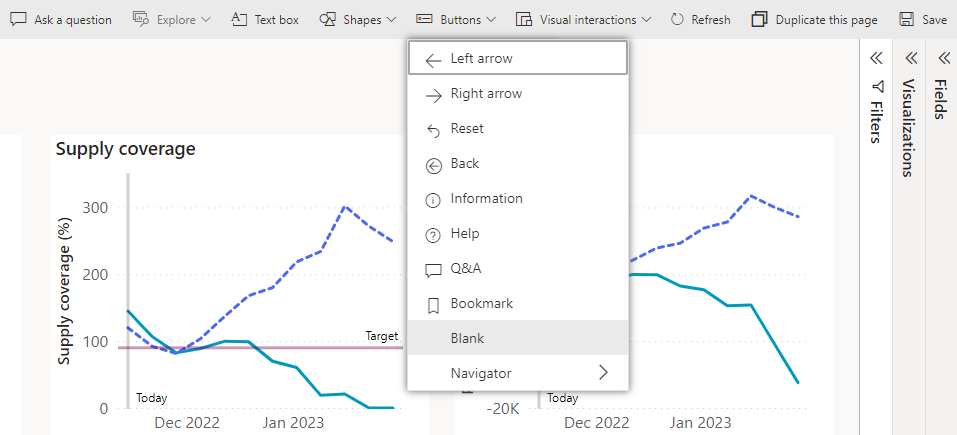 Ask a question
Explore
Text box
Shapes
Buttons
Visual interactions
Refresh
Duplicate this page
Save
Left arrow
Right arrow
Reset
Back
Information
Help
Q&A
Bookmark
Blank
Navigator
Filters
Visualizations
Fields
Supply coverage
Supply coverage (%)
300
200
100
0
Target
Today
Dec 2022
Jan 2023
-20K
Today
Dec 2022
Jan 2023